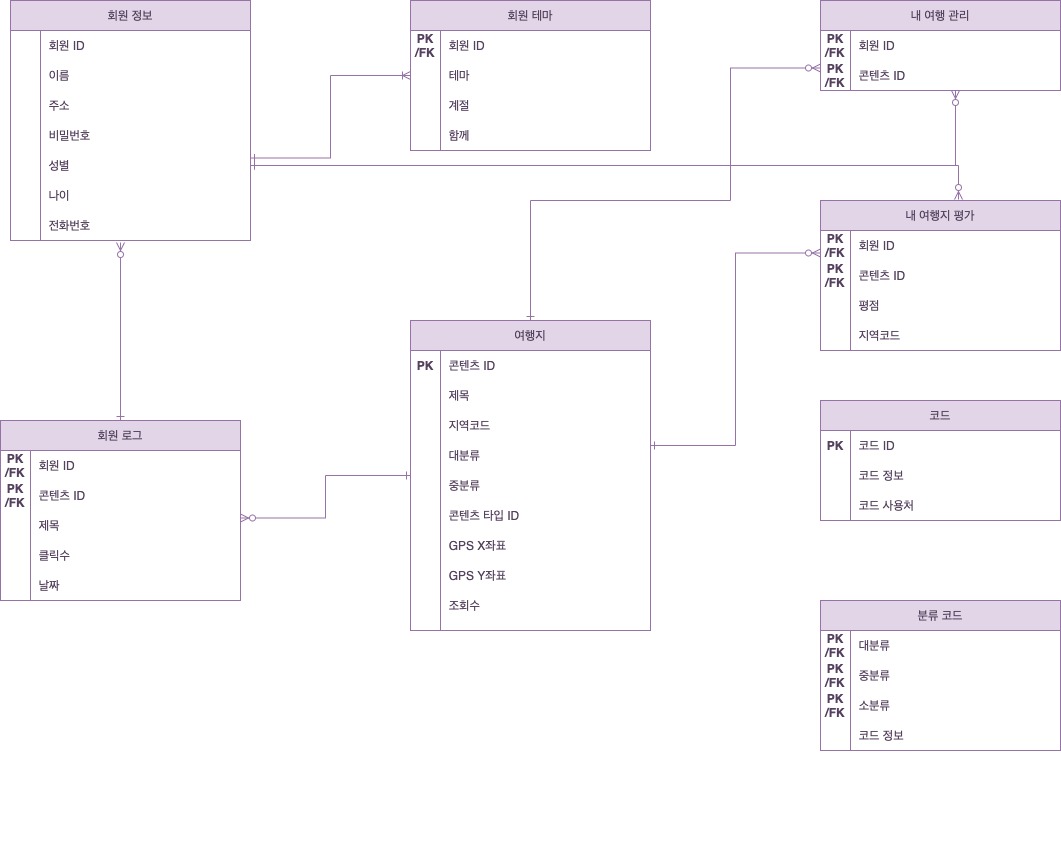 회원 정보
회원 ID
이름
주소
비밀번호
성별
나이
전화번호
회원 테마
PK
/FK
회원 ID
테마
계절
함께
내 여행 관리
PK
/FK
회원 ID
PK
/FK
콘텐츠 ID
내 여행지 평가
PK
/FK
회원 ID
PK
/FK
콘텐츠 ID
평점
지역코드
여행지
PK
콘텐츠 ID
제목
지역코드
대분류
중분류
콘텐츠 타입 ID
GPS X좌표
GPS Y좌표
조회수
회원 로그
PK
/FK
회원 ID
PK
/FK
콘텐츠 ID
제목
클릭수
날짜
코드
PK
코드 ID
코드 정보
코드 사용처
분류 코드
PK
/FK
대분류
PK
/FK
중분류
PK
/FK
소분류
코드 정보